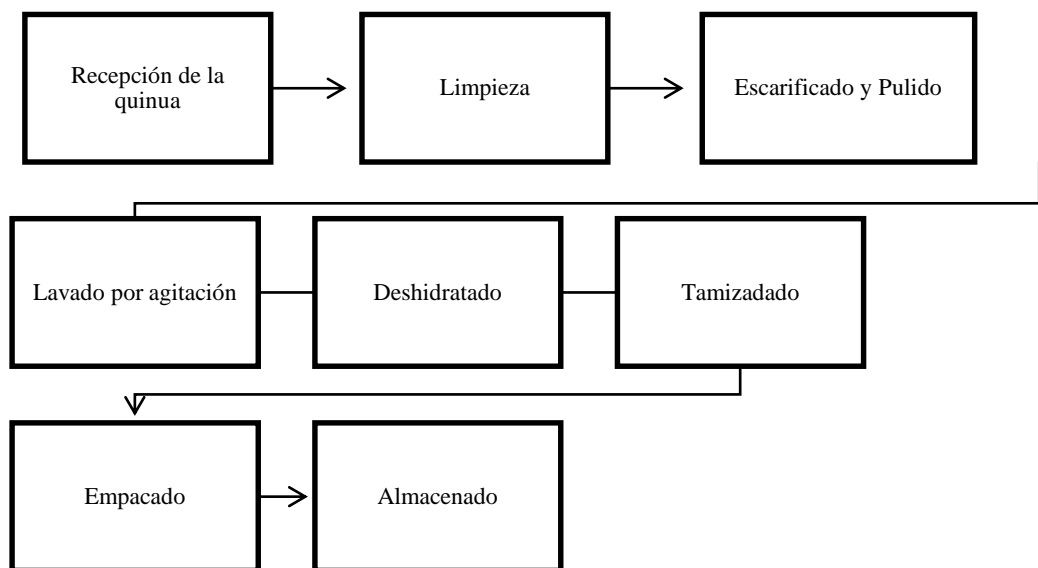 Recepción de la
quinua
Limpieza
Escarificado y Pulido
Lavado por agitación
Deshidratado
Tamizadado
Empacado
Almacenado